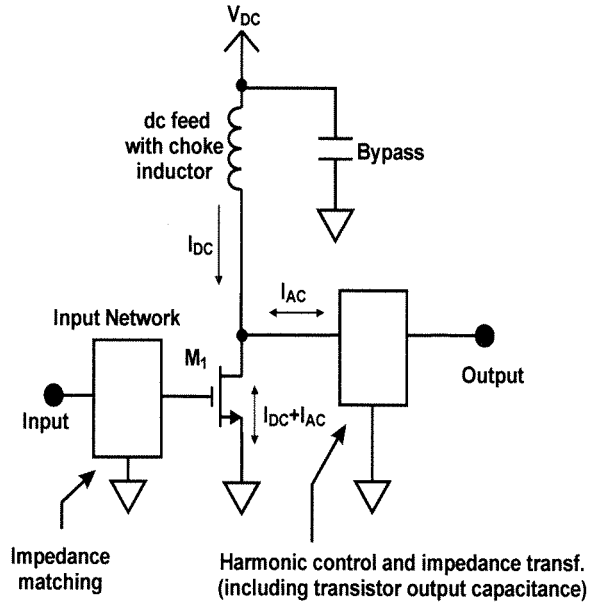 V_DC
dc feed
with choke
inductor
Bypass
I_DC
I_AC
Input Network
M_1
Input
I_DC+I_AC
Output
Impedance
matching
Harmonic control and impedance transf.
(including transistor output capacitance)